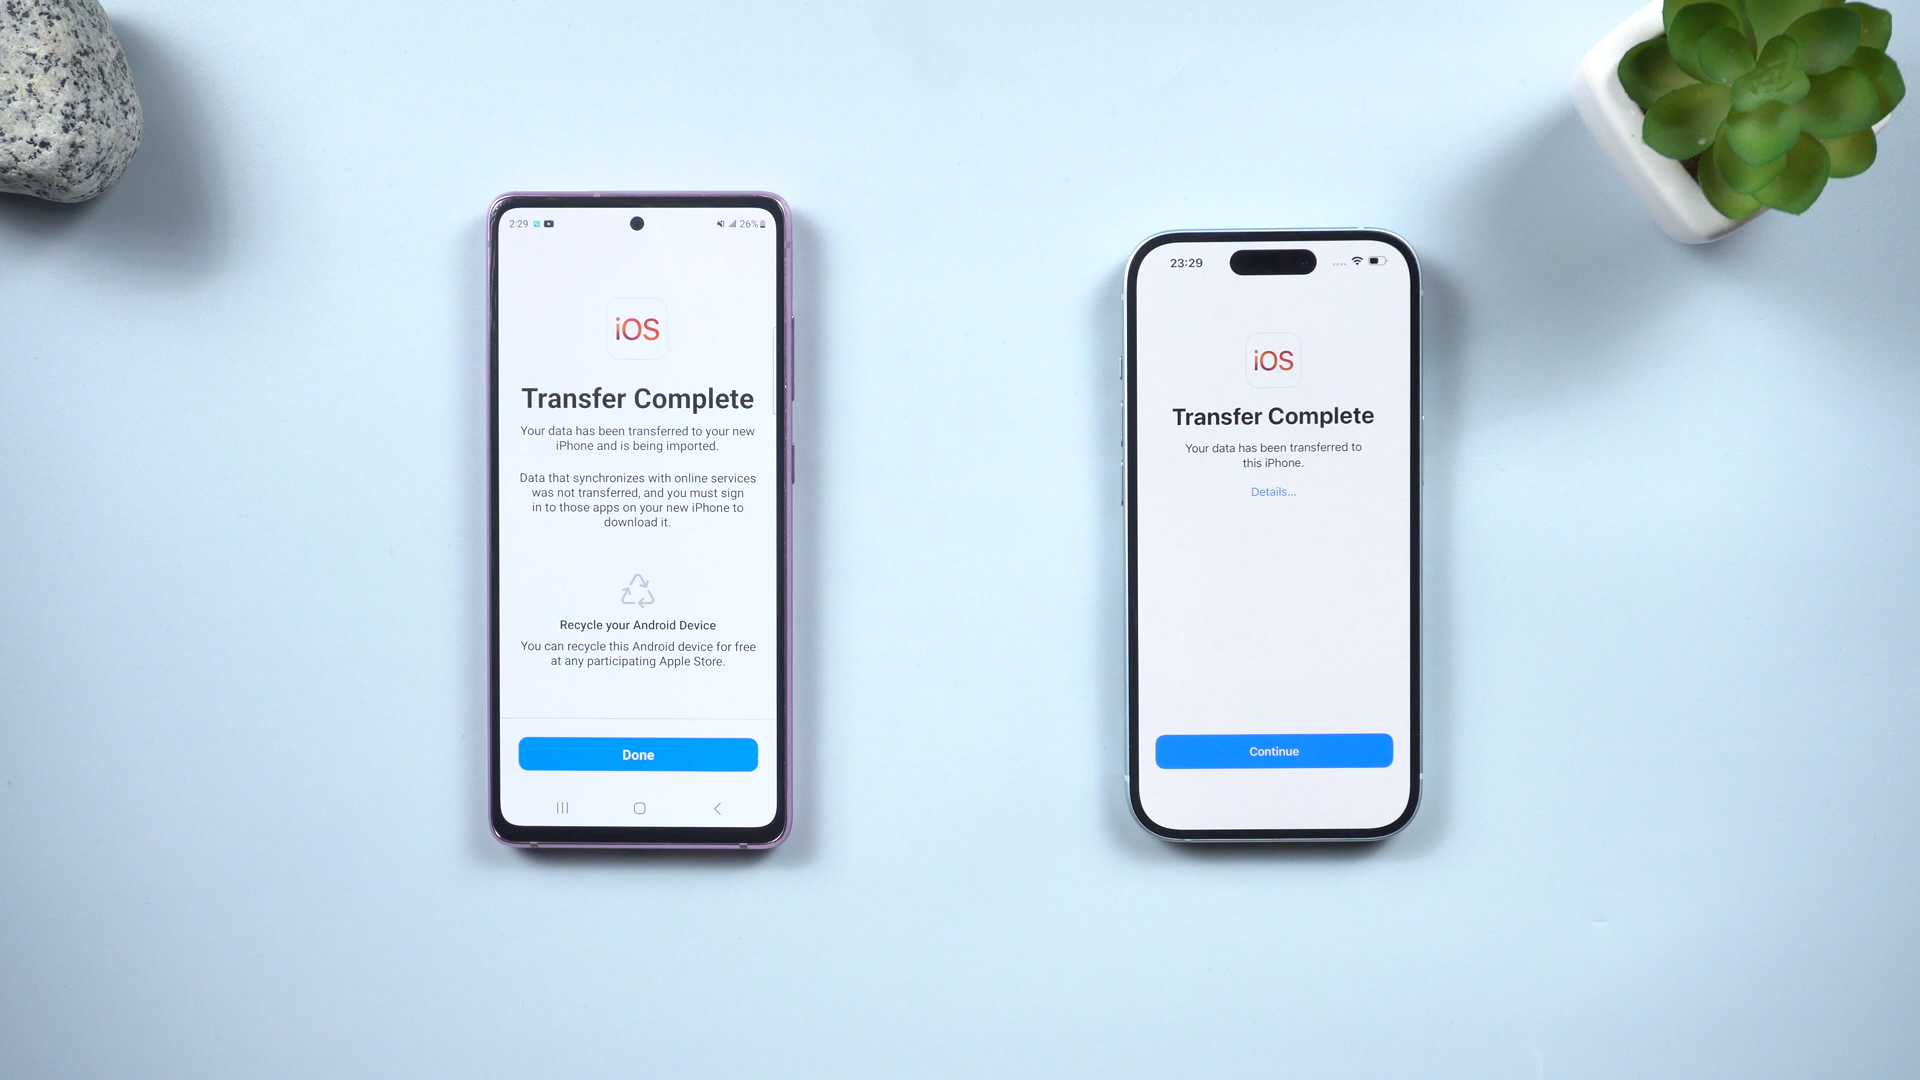 2:29
26%
iOS
Transfer Complete
Your data has been transferred to your new
iPhone and is being imported.
Data that synchronizes with online services
was not transferred, and you must sign
in to those apps on your new iPhone to
download it.
Recycle your Android Device
You can recycle this Android device for free
at any participating Apple Store.
Done
23:29
iOS
Transfer Complete
Your data has been transferred to
this iPhone.
Details...
Continue